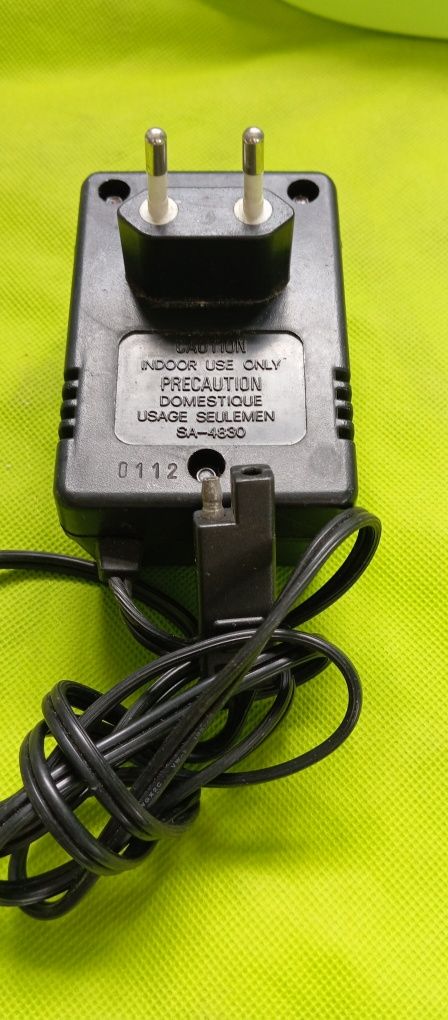 CAUTION
INDOOR USE ONLY
PRECAUTION
DOMESTIQUE
USAGE SEULEMEN
SA-4830
0112